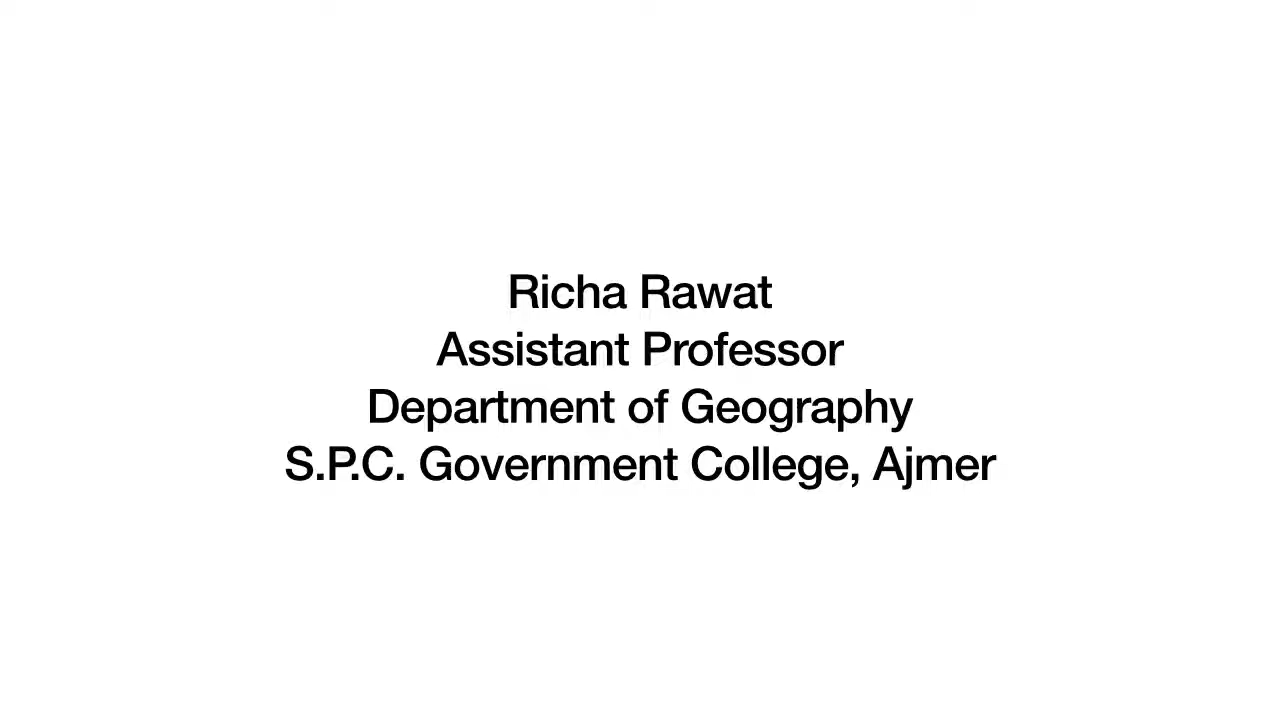 Richa Rawat
Assistant Professor
Department of Geography
S.P.C. Government College, Ajmer